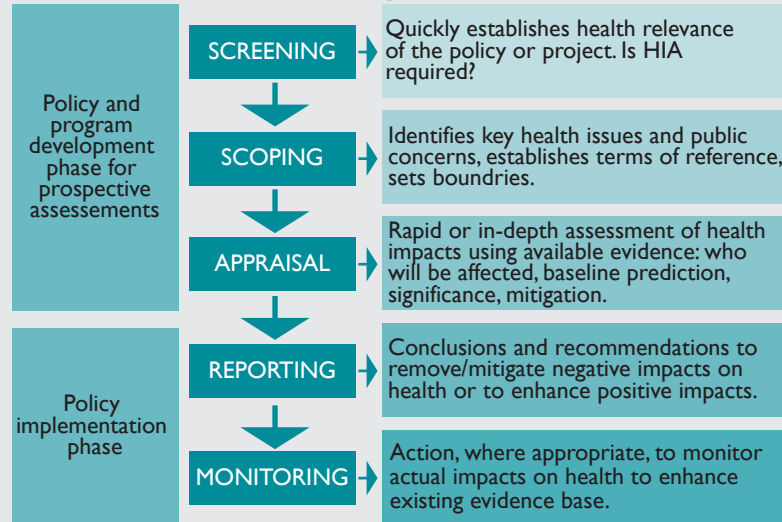 Policy and
program
development
phase for
prospective
assessements
SCREENING
Quickly establishes health relevance
of the policy or project. Is HIA
required?
SCOPING
Identifies key health issues and public
concerns, establishes terms of reference,
sets boundries.
APPRAISAL
Rapid or in-depth assessment of health
impacts using available evidence: who
will be affected, baseline prediction,
significance, mitigation.
Policy
implementation
phase
REPORTING
Conclusions and recommendations to
remove/mitigate negative impacts on
health or to enhance positive impacts.
MONITORING
Action, where appropriate, to monitor
actual impacts on health to enhance
existing evidence base.